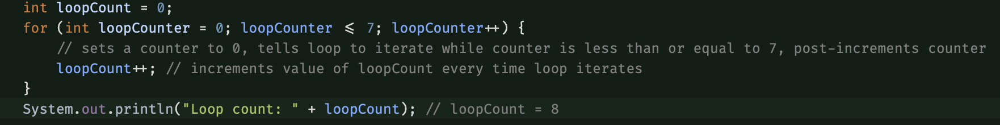 int loopCount = 0;
for (int loopCounter = 0; loopCounter <= 7; loopCounter++) {
// sets a counter to 0, tells loop to iterate while counter is less than or equal to 7, post-increments counter
loopCount++; // increments value of loopCount every time loop iterates
}
System.out.println("Loop count: " + loopCount); // loopCount = 8